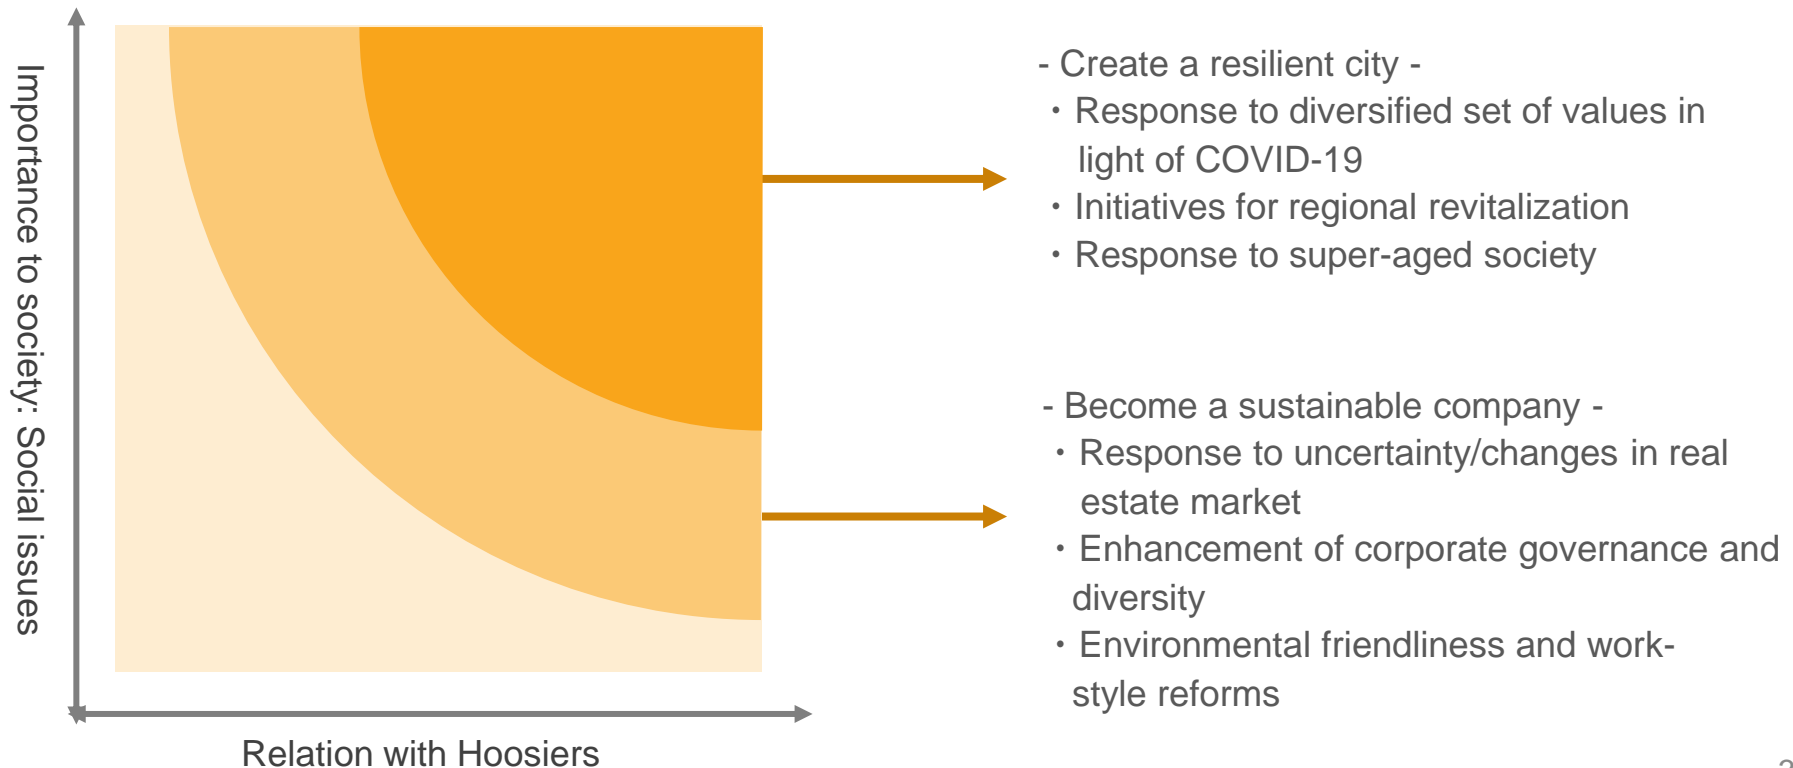 Importance to society: Social issues
- Create a resilient city -
・Response to diversified set of values in
light of COVID-19
・Initiatives for regional revitalization
・Response to super-aged society
- Become a sustainable company -
・Response to uncertainty/changes in real
estate market
・Enhancement of corporate governance and
diversity
・Environmental friendliness and work-
style reforms
Relation with Hoosiers